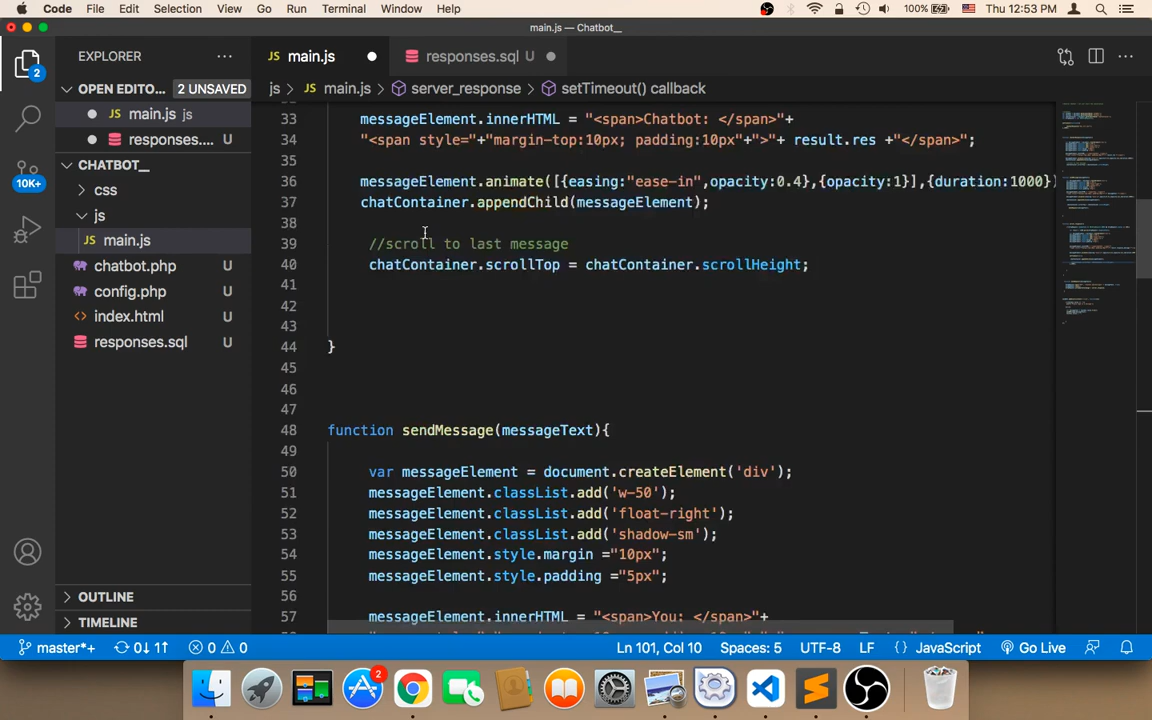 Code File Edit Selection View Go Run Terminal Window Help 100% Thu 12:53 PM
main.js — Chatbot_
EXPLORER
JS main.js
responses.sql U
OPEN EDITO... 2 UNSAVED
js > JS main.js > server_response > setTimeout() callback
JS main.js js
responses.... U
CHATBOT_
css
js
JS main.js
chatbot.php U
config.php U
index.html U
responses.sql U
OUTLINE
TIMELINE
2
10K+
33 messageElement.innerHTML = "<span>Chatbot: </span>"+
34 "<span style="+"margin-top:10px; padding:10px"+">"+ result.res +"</span>";
35
36 messageElement.animate([{easing:"ease-in",opacity:0.4},{opacity:1}],{duration:1000})
37 chatContainer.appendChild(messageElement);
38
39 //scroll to last message
40 chatContainer.scrollTop = chatContainer.scrollHeight;
41
42
43
44 }
45
46
47
48 function sendMessage(messageText){
49
50 var messageElement = document.createElement('div');
51 messageElement.classList.add('w-50');
52 messageElement.classList.add('float-right');
53 messageElement.classList.add('shadow-sm');
54 messageElement.style.margin ="10px";
55 messageElement.style.padding ="5px";
56
57 messageElement.innerHTML = "<span>You: </span>"+
master*+ 0↓ 1↑ 0 0 Ln 101, Col 10 Spaces: 5 UTF-8 LF {} JavaScript Go Live
2